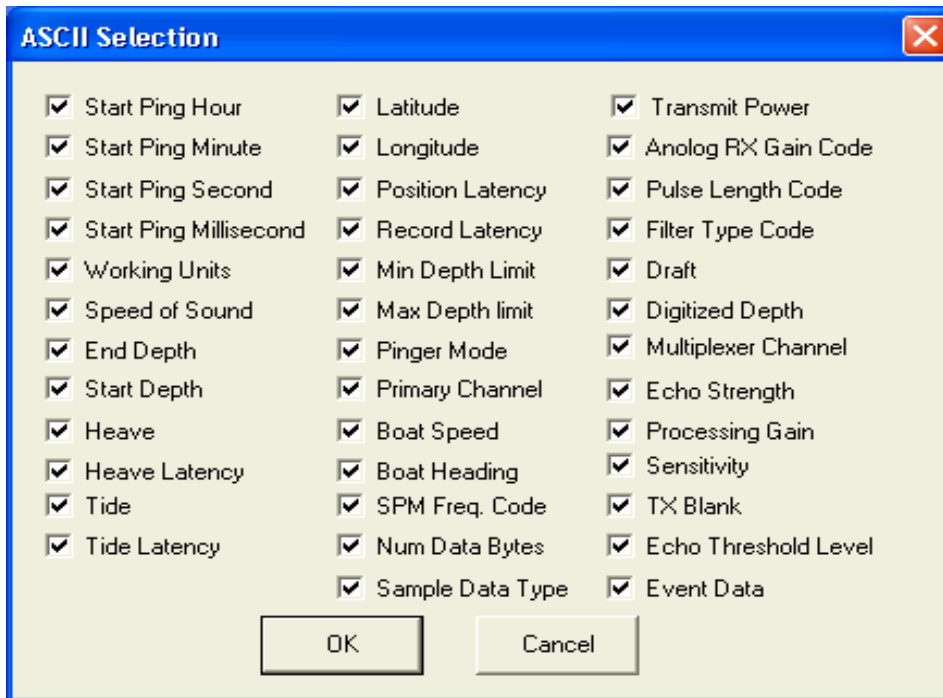 ASCII Selection
Start Ping Hour
Start Ping Minute
Start Ping Second
Start Ping Millisecond
Working Units
Speed of Sound
End Depth
Start Depth
Heave
Heave Latency
Tide
Tide Latency
Latitude
Longitude
Position Latency
Record Latency
Min Depth Limit
Max Depth limit
Pinger Mode
Primary Channel
Boat Speed
Boat Heading
SPM Freq. Code
Num Data Bytes
Sample Data Type
Transmit Power
Anolog RX Gain Code
Pulse Length Code
Filter Type Code
Draft
Digitized Depth
Multiplexer Channel
Echo Strength
Processing Gain
Sensitivity
TX Blank
Echo Threshold Level
Event Data
OK
Cancel